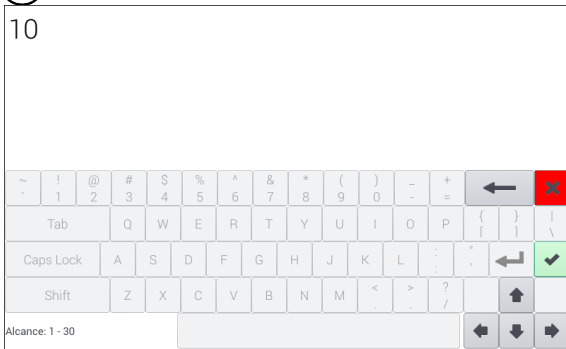 10
~ ! @ # $ % ^ & * ( ) _ +
` 1 2 3 4 5 6 7 8 9 0 - =
Tab Q W E R T Y U I O P { } |
[ ] \
Caps Lock A S D F G H J K L : "
; '
Shift Z X C V B N M < > ?
, . /
Alcance: 1 - 30